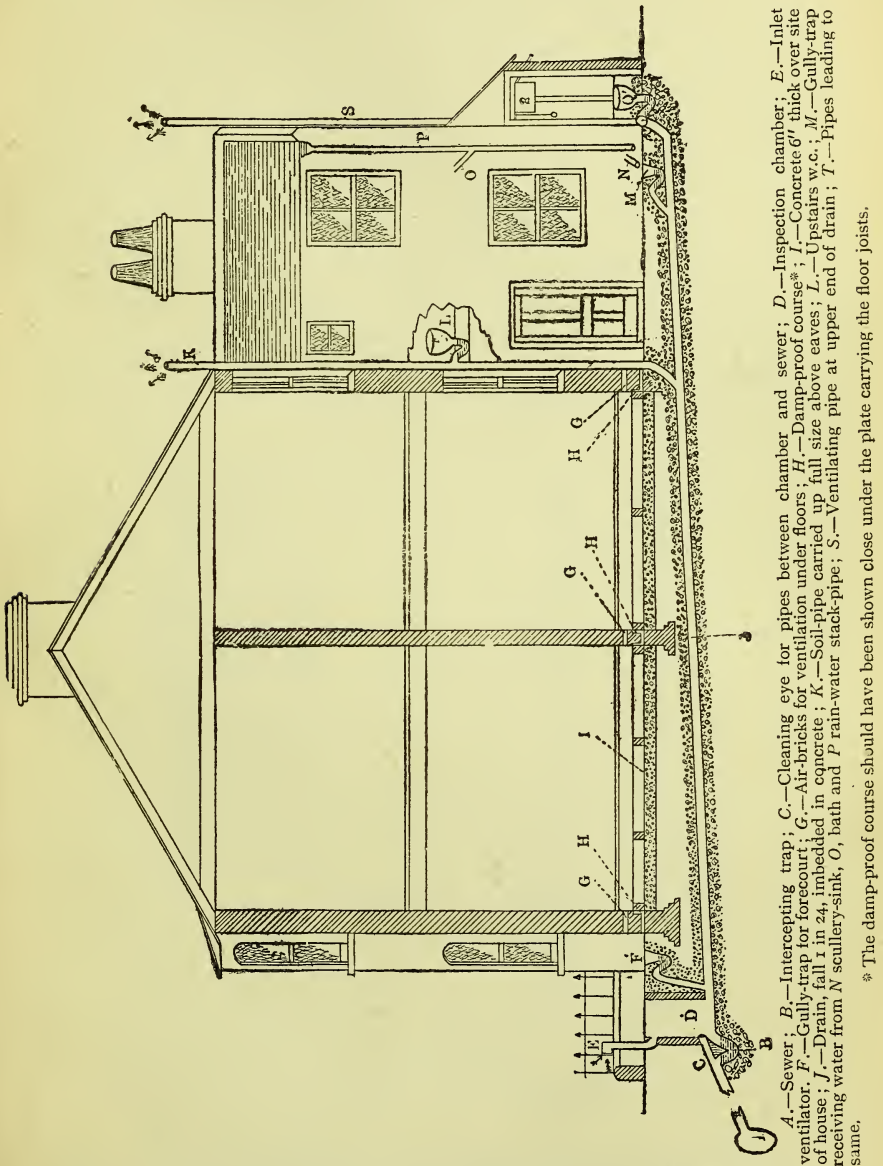 S
K
P
O
L
N
M
Q
G
H
G
H
I
G
H
J
F
E
D
C
B
A.—Sewer; B.—Intercepting trap; C.—Cleaning eye for pipes between chamber and sewer; D.—Inspection chamber; E.—Inlet
ventilator. F.—Gully-trap for forecourt; G.—Air-bricks for ventilation under floors; H.—Damp-proof course*; I.—Concrete 6″ thick over site
of house; J.—Drain, fall 1 in 24, imbedded in concrete; K.—Soil-pipe carried up full size above eaves; L.—Upstairs w.c.; M.—Gully-trap
receiving water from N scullery-sink, O, bath and P rain-water stack-pipe; S.—Ventilating pipe at upper end of drain; T.—Pipes leading to
same.
* The damp-proof course should have been shown close under the plate carrying the floor joists.